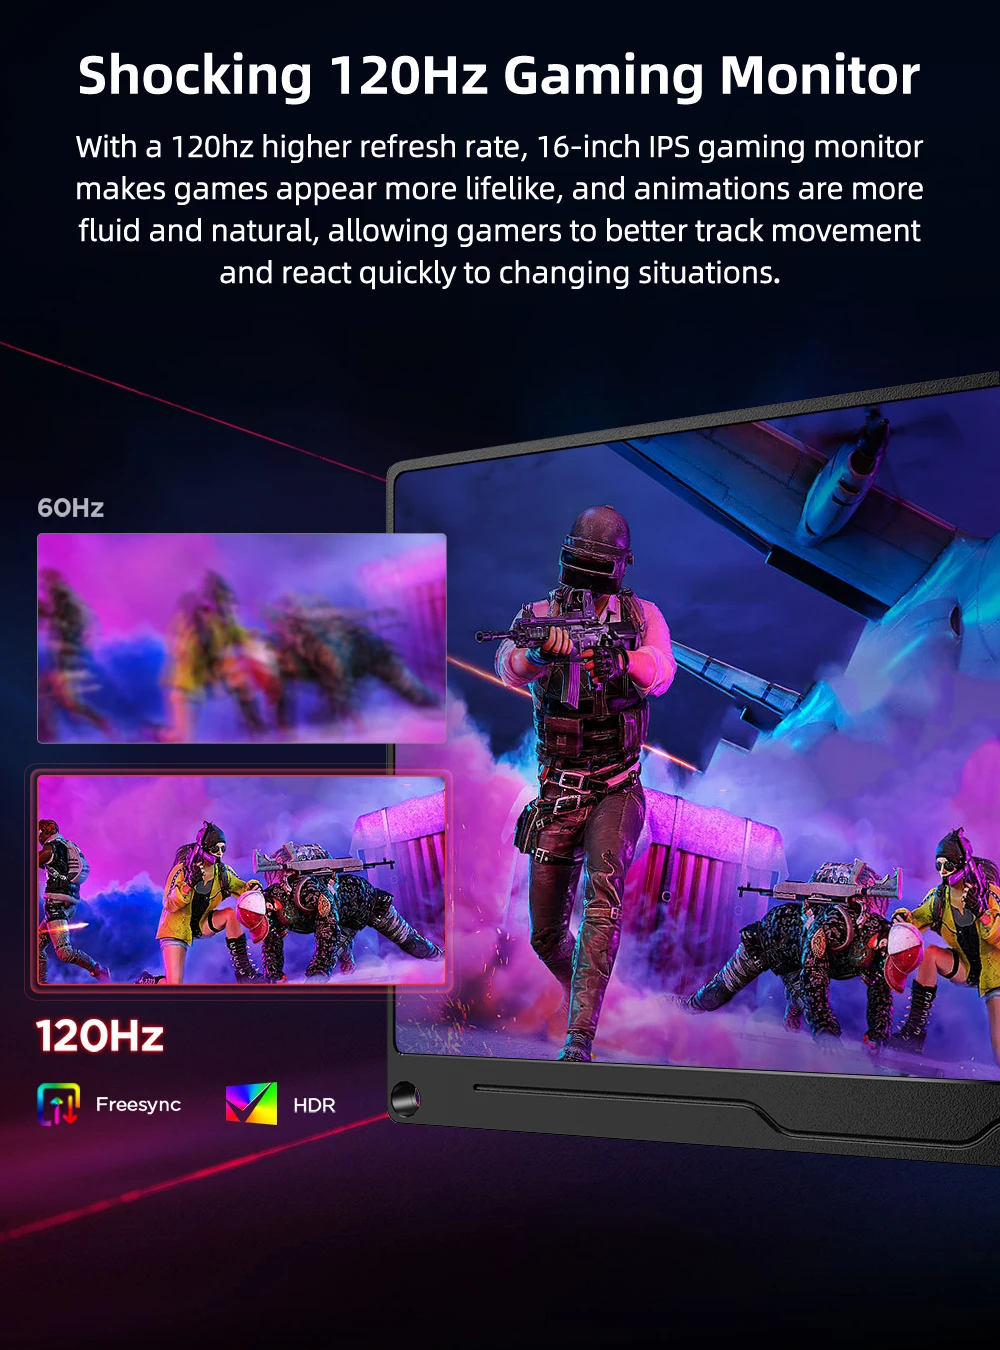 Shocking 120Hz Gaming Monitor
With a 120hz higher refresh rate, 16-inch IPS gaming monitor
makes games appear more lifelike, and animations are more
fluid and natural, allowing gamers to better track movement
and react quickly to changing situations.
60Hz
120Hz
Freesync
HDR